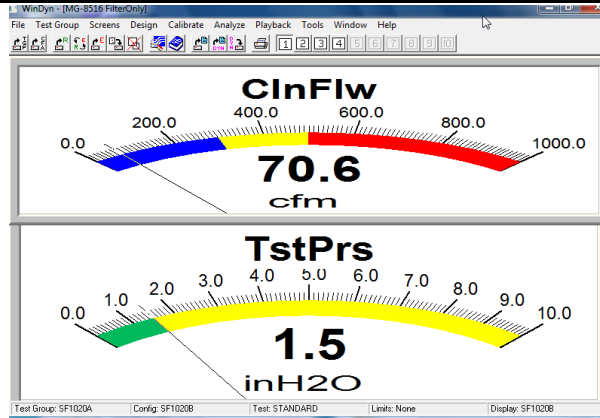 WinDyn - [MG-8516 FilterOnly]
File Test Group Screens Design Calibrate Analyze Playback Tools Window Help
1 2 3 4 5 6 7 8 9 10
ClnFlw
0.0 200.0 400.0 600.0 800.0 1000.0
70.6
cfm
TstPrs
0.0 1.0 2.0 3.0 4.0 5.0 6.0 7.0 8.0 9.0 10.0
1.5
inH2O
Test Group: SF1020A Config: SF1020B Test: STANDARD Limits: None Display: SF1020B